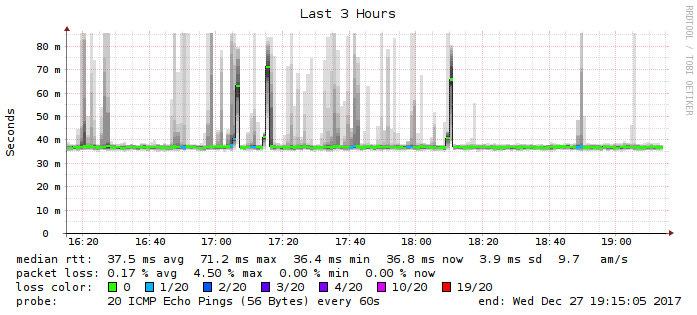 Last 3 Hours
RRDTOOL / TOBI OETIKER
Seconds
80 m
70 m
60 m
50 m
40 m
30 m
20 m
10 m
0
16:20 16:40 17:00 17:20 17:40 18:00 18:20 18:40 19:00
median rtt: 37.5 ms avg 71.2 ms max 36.4 ms min 36.8 ms now 3.9 ms sd 9.7 am/s
packet loss: 0.17 % avg 4.50 % max 0.00 % min 0.00 % now
loss color: 0 1/20 2/20 3/20 4/20 10/20 19/20
probe: 20 ICMP Echo Pings (56 Bytes) every 60s end: Wed Dec 27 19:15:05 2017